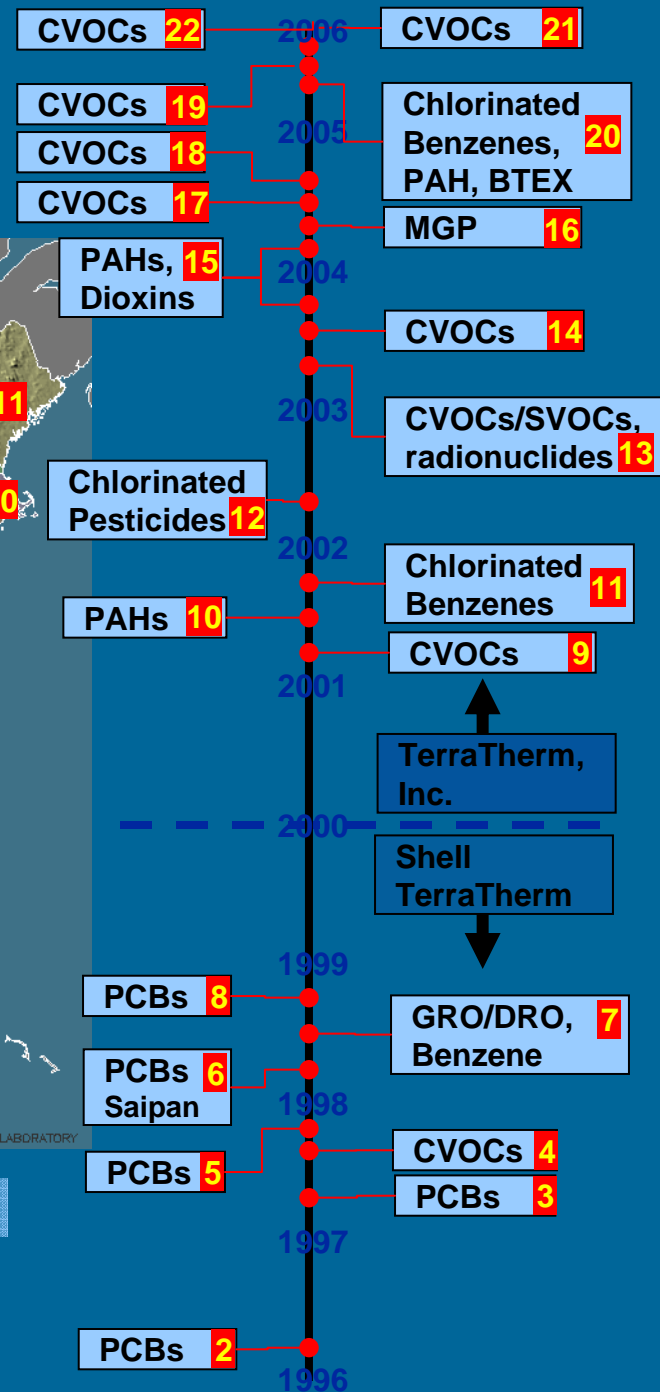 CVOCs 22
2006
CVOCs 21
CVOCs 19
Chlorinated
Benzenes, 20
PAH, BTEX
2005
CVOCs 18
CVOCs 17
MGP 16
PAHs, 15
Dioxins
2004
CVOCs 14
11
2003
CVOCs/SVOCs,
radionuclides 13
0
Chlorinated
Pesticides 12
2002
Chlorinated
Benzenes 11
PAHs 10
CVOCs 9
2001
TerraTherm,
Inc.
2000
Shell
TerraTherm
1999
PCBs 8
GRO/DRO, 7
Benzene
PCBs 6
Saipan
1998
LABORATORY
CVOCs 4
PCBs 5
PCBs 3
1997
PCBs 2
1996